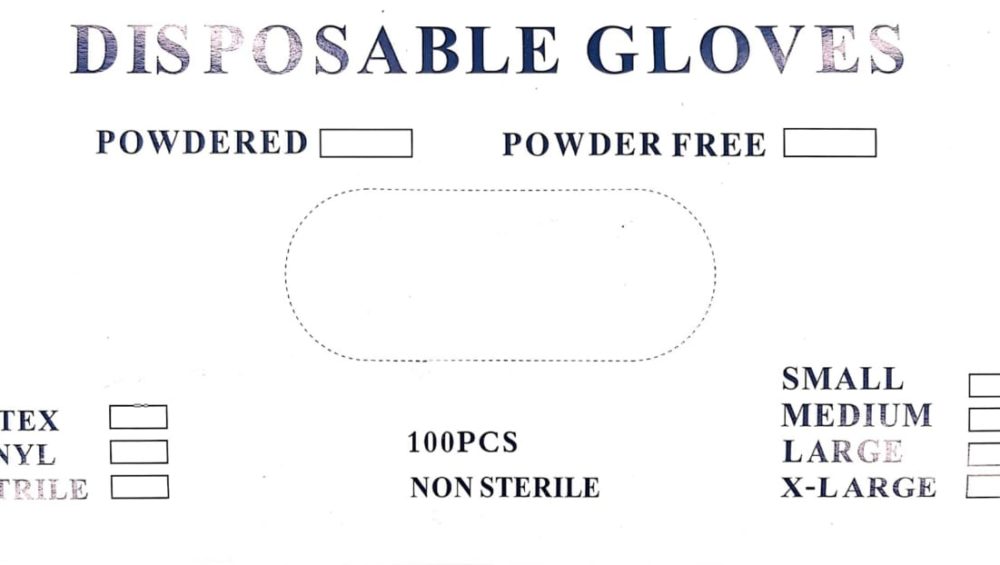 DISPOSABLE GLOVES
POWDERED
POWDER FREE
TEX
NYL
TRILE
100PCS
NON STERILE
SMALL
MEDIUM
LARGE
X-LARGE